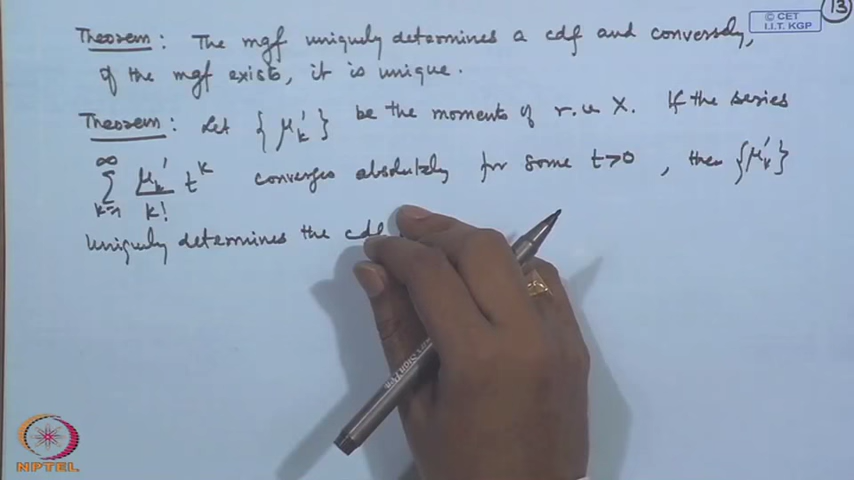 13
© CET
I.I.T. KGP
Theorem : The mgf uniquely determines a cdf and conversely,
if the mgf exists, it is unique.
Theorem : Let {μ'ₖ} be the moments of r.v. X. If the series
∑_{k=1}^{∞} μ'ₖ/k! tᵏ converges absolutely for some t>0, then {μ'ₖ}
uniquely determines the cdf
NPTEL